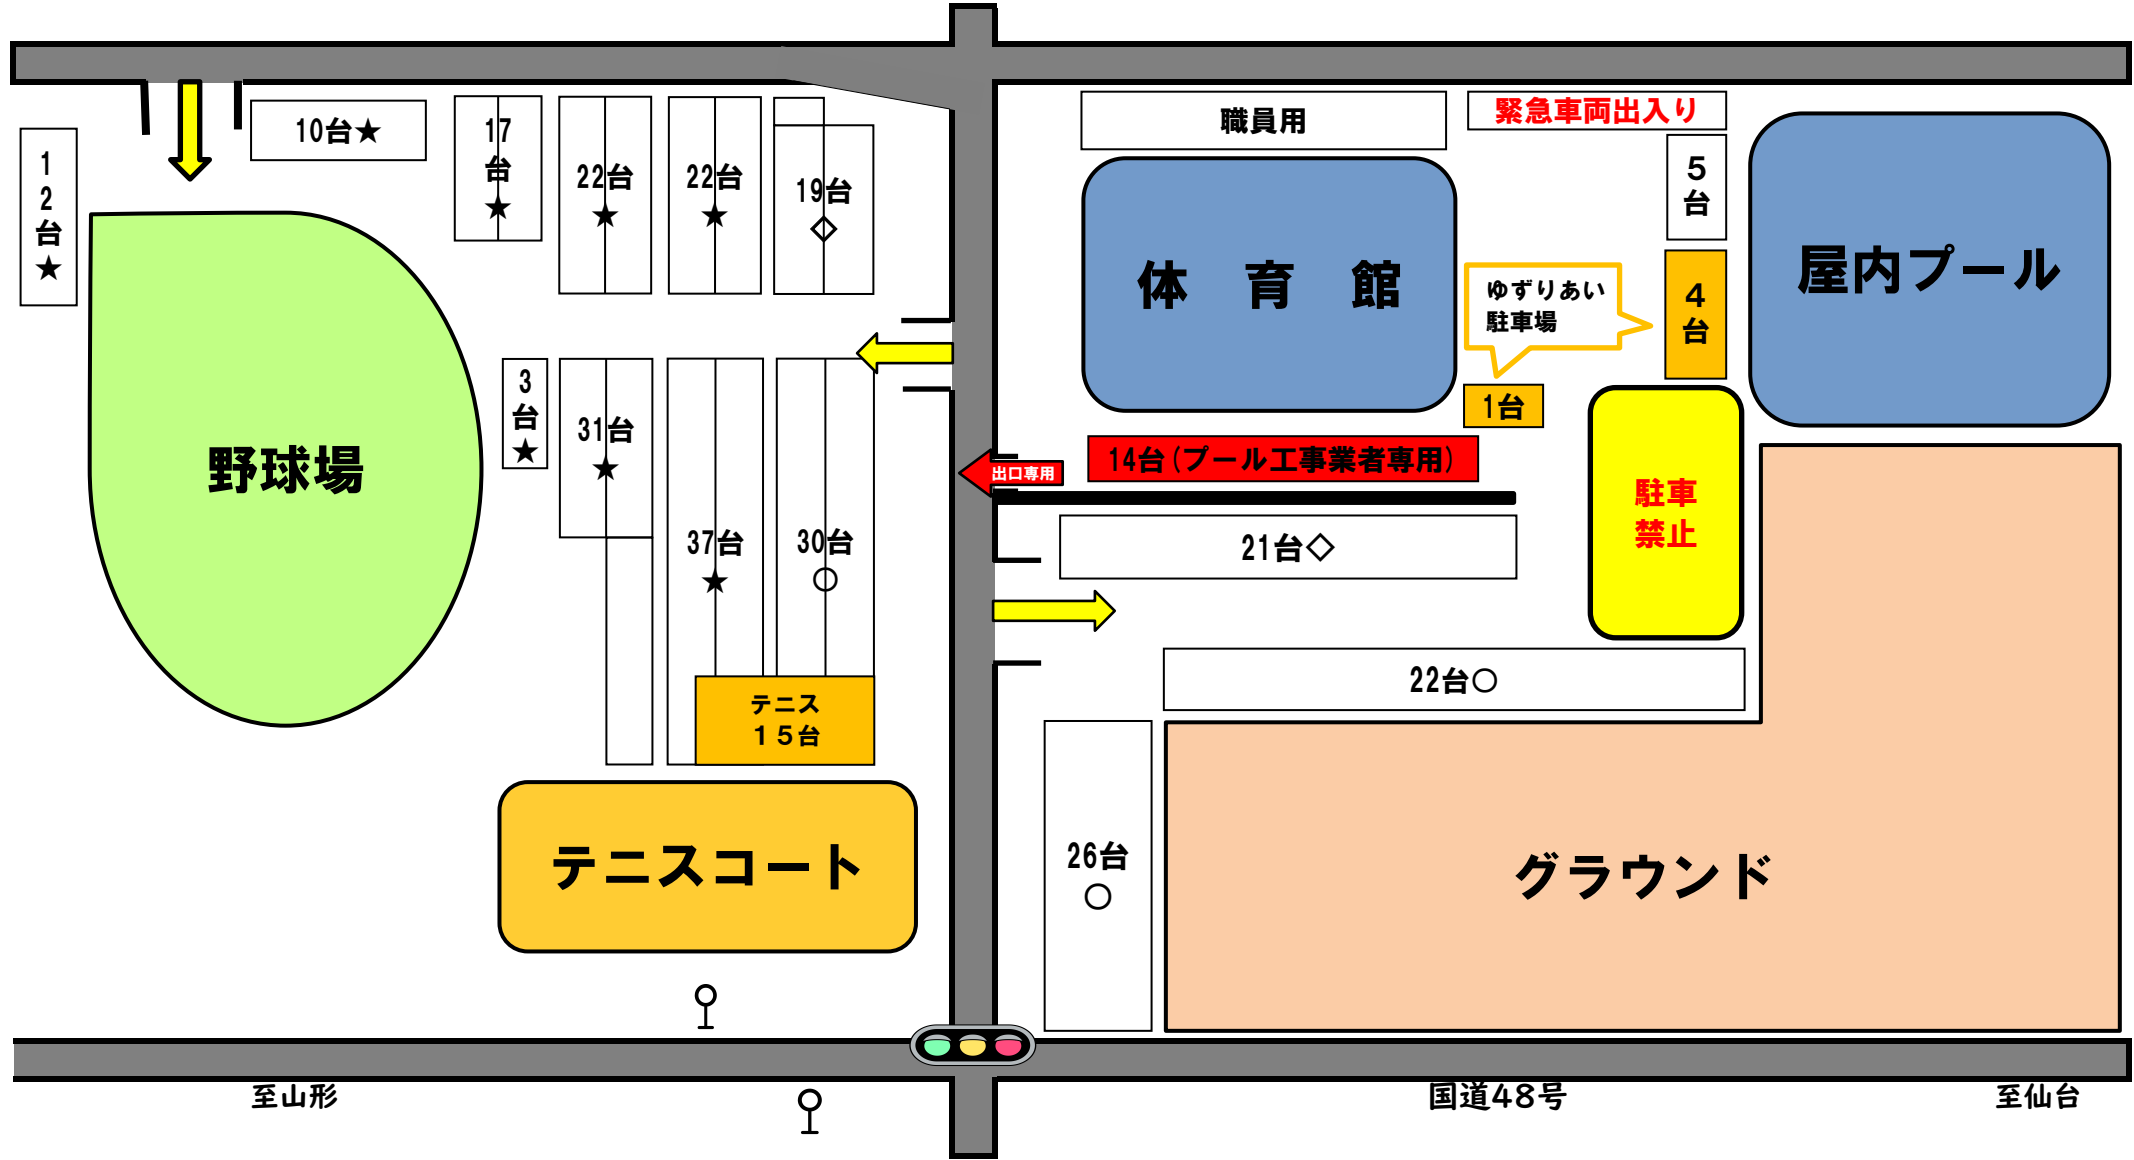 10台★
17
台
★
22台
★
22台
★
19台
◇
1
2
台
★
野球場
3
台
★
31台
★
37台
★
30台
○
テニス
１５台
テニスコート
職員用
緊急車両出入り
5
台
体　育　館
ゆずりあい
駐車場
4
台
1台
屋内プール
出口専用
14台(プール工事業者専用)
駐車
禁止
21台◇
22台○
26台
○
グラウンド
至山形
国道48号
至仙台